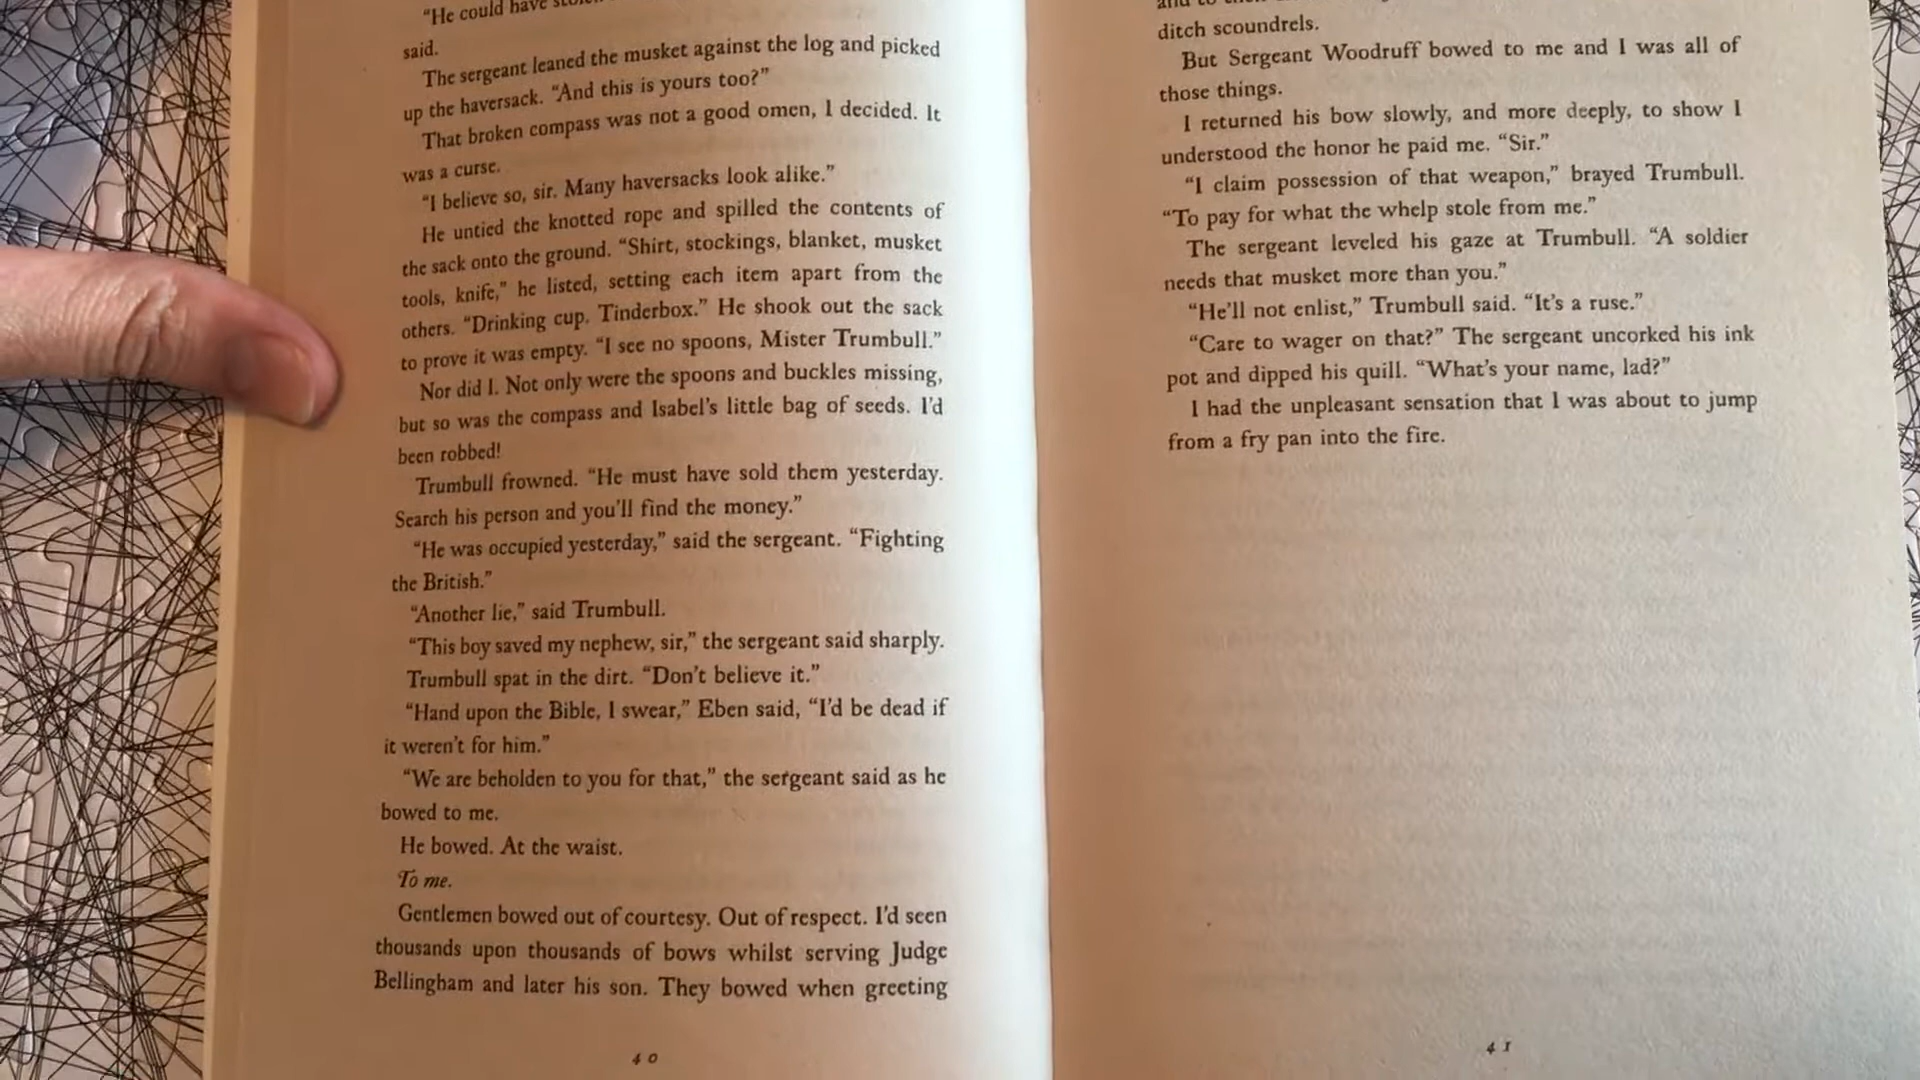 "He could have
said.
The sergeant leaned the musket against the log and picked
up the haversack. "And this is yours too?"
That broken compass was not a good omen, I decided. It
was a curse.
"I believe so, sir. Many haversacks look alike."
He untied the knotted rope and spilled the contents of
the sack onto the ground. "Shirt, stockings, blanket, musket
tools, knife," he listed, setting each item apart from the
others. "Drinking cup. Tinderbox." He shook out the sack
to prove it was empty. "I see no spoons, Mister Trumbull."
Nor did I. Not only were the spoons and buckles missing,
but so was the compass and Isabel's little bag of seeds. I'd
been robbed!
Trumbull frowned. "He must have sold them yesterday.
Search his person and you'll find the money."
"He was occupied yesterday," said the sergeant. "Fighting
the British."
"Another lie," said Trumbull.
"This boy saved my nephew, sir," the sergeant said sharply.
Trumbull spat in the dirt. "Don't believe it."
"Hand upon the Bible, I swear," Eben said, "I'd be dead if
it weren't for him."
"We are beholden to you for that," the sergeant said as he
bowed to me.
He bowed. At the waist.
To me.
Gentlemen bowed out of courtesy. Out of respect. I'd seen
thousands upon thousands of bows whilst serving Judge
Bellingham and later his son. They bowed when greeting
40
ditch scoundrels.
But Sergeant Woodruff bowed to me and I was all of
those things.
I returned his bow slowly, and more deeply, to show I
understood the honor he paid me. "Sir."
"I claim possession of that weapon," brayed Trumbull.
"To pay for what the whelp stole from me."
The sergeant leveled his gaze at Trumbull. "A soldier
needs that musket more than you."
"He'll not enlist," Trumbull said. "It's a ruse."
"Care to wager on that?" The sergeant uncorked his ink
pot and dipped his quill. "What's your name, lad?"
I had the unpleasant sensation that I was about to jump
from a fry pan into the fire.
41